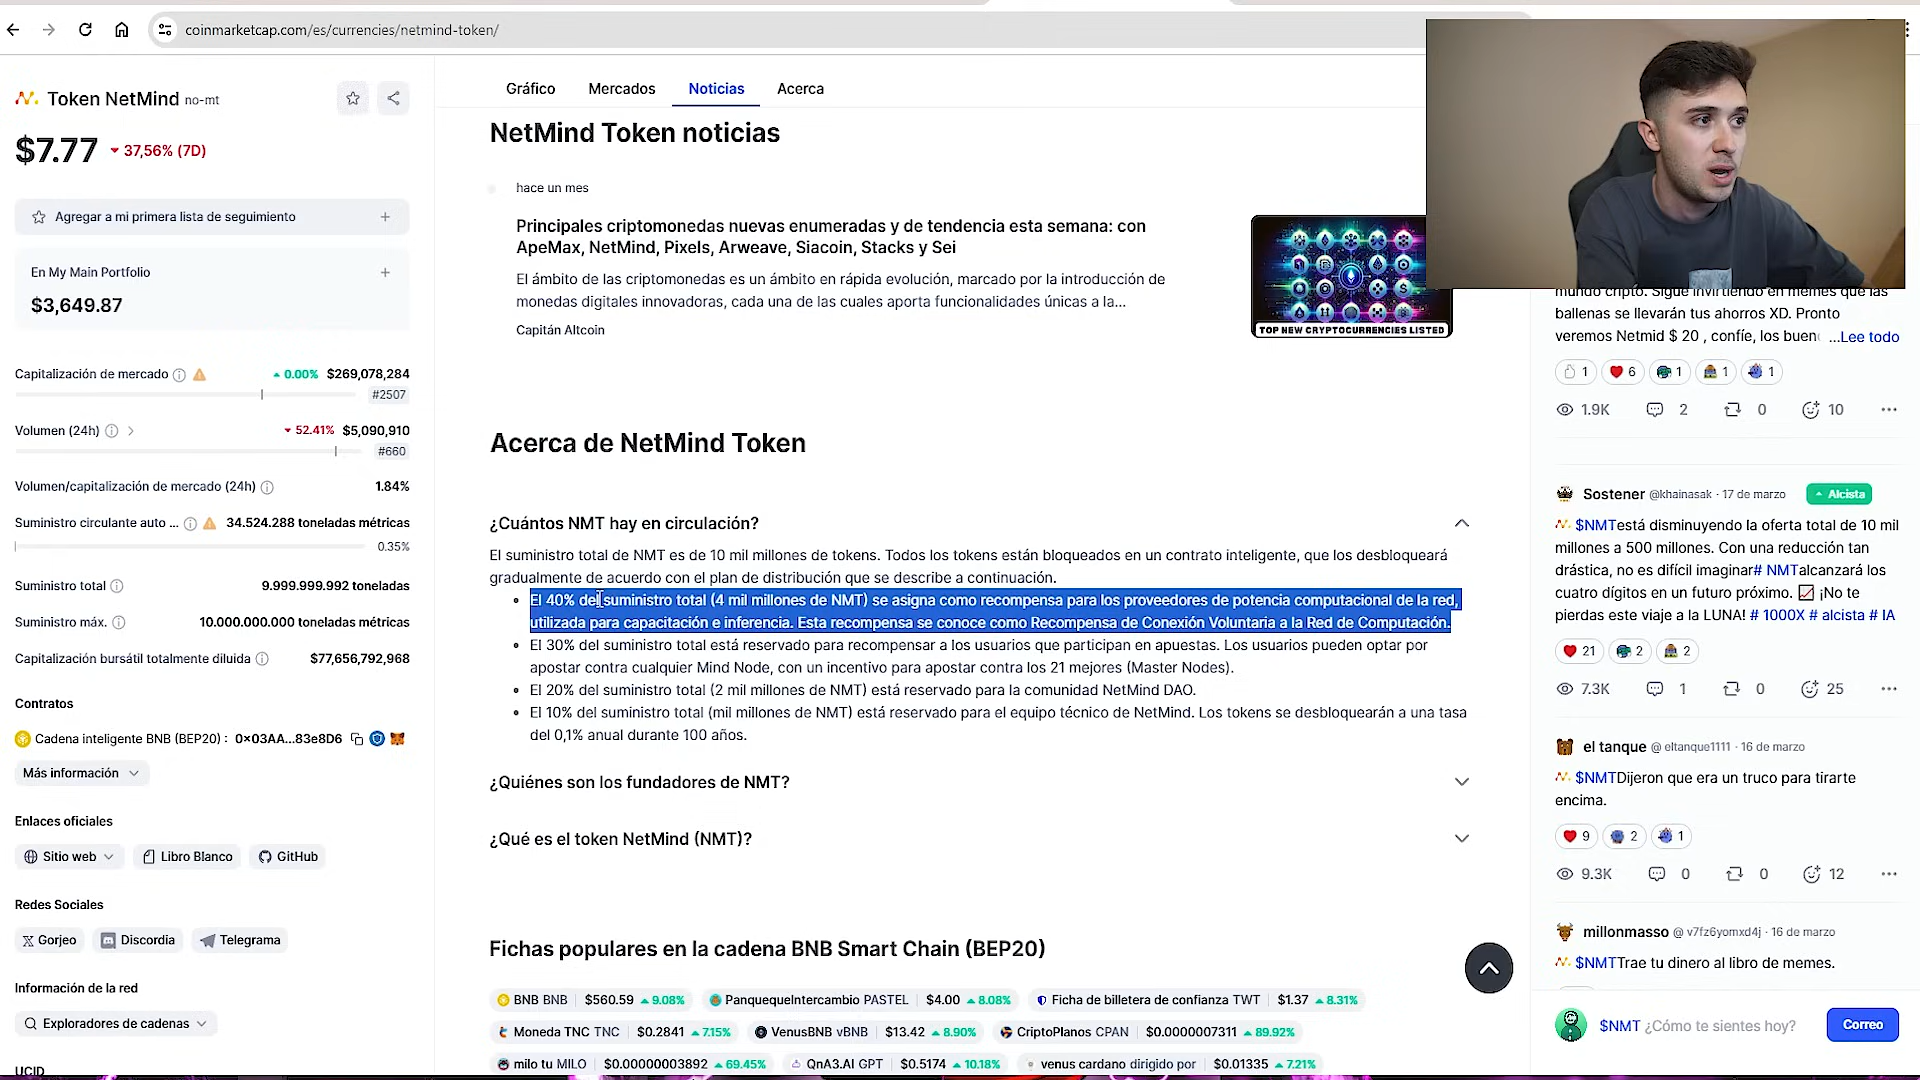 coinmarketcap.com/es/currencies/netmind-token/
Token NetMind no-mt
$7.77 37,56% (7D)
Agregar a mi primera lista de seguimiento
En My Main Portfolio
$3,649.87
Capitalización de mercado 0.00% $269,078,284
#2507
Volumen (24h) 52.41% $5,090,910
#660
Volumen/capitalización de mercado (24h) 1.84%
Suministro circulante auto ... 34.524.288 toneladas métricas
0.35%
Suministro total 9.999.999.992 toneladas
Suministro máx. 10.000.000.000 toneladas métricas
Capitalización bursátil totalmente diluida $77,656,792,968
Contratos
Cadena inteligente BNB (BEP20) : 0x03AA...83e8D6
Más información
Enlaces oficiales
Sitio web Libro Blanco GitHub
Redes Sociales
Gorjeo Discordia Telegrama
Información de la red
Exploradores de cadenas
UCID
Gráfico Mercados Noticias Acerca
NetMind Token noticias
hace un mes
Principales criptomonedas nuevas enumeradas y de tendencia esta semana: con
ApeMax, NetMind, Pixels, Arweave, Siacoin, Stacks y Sei
El ámbito de las criptomonedas es un ámbito en rápida evolución, marcado por la introducción de
monedas digitales innovadoras, cada una de las cuales aporta funcionalidades únicas a la...
Capitán Altcoin
TOP NEW CRYPTOCURRENCIES LISTED
Acerca de NetMind Token
¿Cuántos NMT hay en circulación?
El suministro total de NMT es de 10 mil millones de tokens. Todos los tokens están bloqueados en un contrato inteligente, que los desbloqueará
gradualmente de acuerdo con el plan de distribución que se describe a continuación.
• El 40% del suministro total (4 mil millones de NMT) se asigna como recompensa para los proveedores de potencia computacional de la red,
utilizada para capacitación e inferencia. Esta recompensa se conoce como Recompensa de Conexión Voluntaria a la Red de Computación.
• El 30% del suministro total está reservado para recompensar a los usuarios que participan en apuestas. Los usuarios pueden optar por
apostar contra cualquier Mind Node, con un incentivo para apostar contra los 21 mejores (Master Nodes).
• El 20% del suministro total (2 mil millones de NMT) está reservado para la comunidad NetMind DAO.
• El 10% del suministro total (mil millones de NMT) está reservado para el equipo técnico de NetMind. Los tokens se desbloquearán a una tasa
del 0,1% anual durante 100 años.
¿Quiénes son los fundadores de NMT?
¿Qué es el token NetMind (NMT)?
Fichas populares en la cadena BNB Smart Chain (BEP20)
BNB BNB $560.59 9.08% PanquequeIntercambio PASTEL $4.00 8.08% Ficha de billetera de confianza TWT $1.37 8.31%
Moneda TNC TNC $0.2841 7.15% VenusBNB vBNB $13.42 8.90% CriptoPlanos CPAN $0.0000007311 89.92%
milo tu MILO $0.00000003892 69.45% QnA3.AI GPT $0.5174 10.18% venus cardano dirigido por $0.01335 7.21%
mundo cripto. Sigue invirtiendo en memes que las
ballenas se llevarán tus ahorros XD. Pronto
veremos Netmid $ 20 , confíe, los buen ...Lee todo
1 6 1 1 1
1.9K 2 0 10
Sostener @khainasak · 17 de marzo Alcista
$NMTestá disminuyendo la oferta total de 10 mil
millones a 500 millones. Con una reducción tan
drástica, no es difícil imaginar# NMTalcanzará los
cuatro dígitos en un futuro próximo. ¡No te
pierdas este viaje a la LUNA! # 1000X # alcista # IA
21 2 2
7.3K 1 0 25
el tanque @ eltanque1111 · 16 de marzo
$NMTDijeron que era un truco para tirarte
encima.
9 2 1
9.3K 0 0 12
millonmasso @ v7fz6yomxd4j · 16 de marzo
$NMTTrae tu dinero al libro de memes.
$NMT ¿Cómo te sientes hoy? Correo